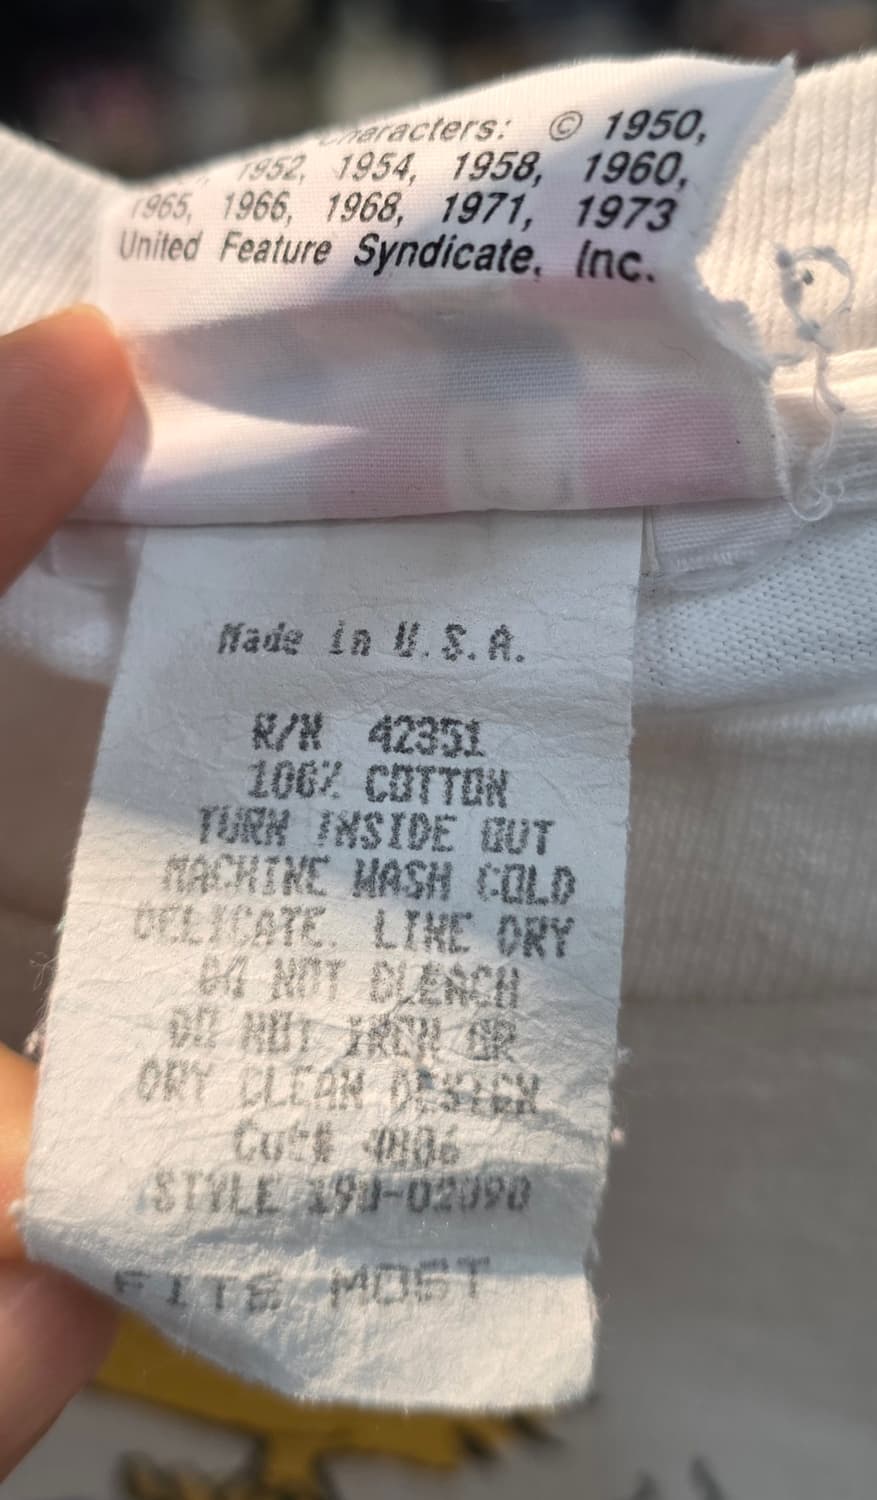 Characters: © 1950,
1952, 1954, 1958, 1960,
1965, 1966, 1968, 1971, 1973
United Feature Syndicate, Inc.
Made in U.S.A.
R/N 42351
100% COTTON
TURN INSIDE OUT
MACHINE WASH COLD
DELICATE. LINE DRY
DO NOT BLEACH
DO NOT IRON OR
DRY CLEAN DESIGN
Cut#
STYLE
FITS MOST